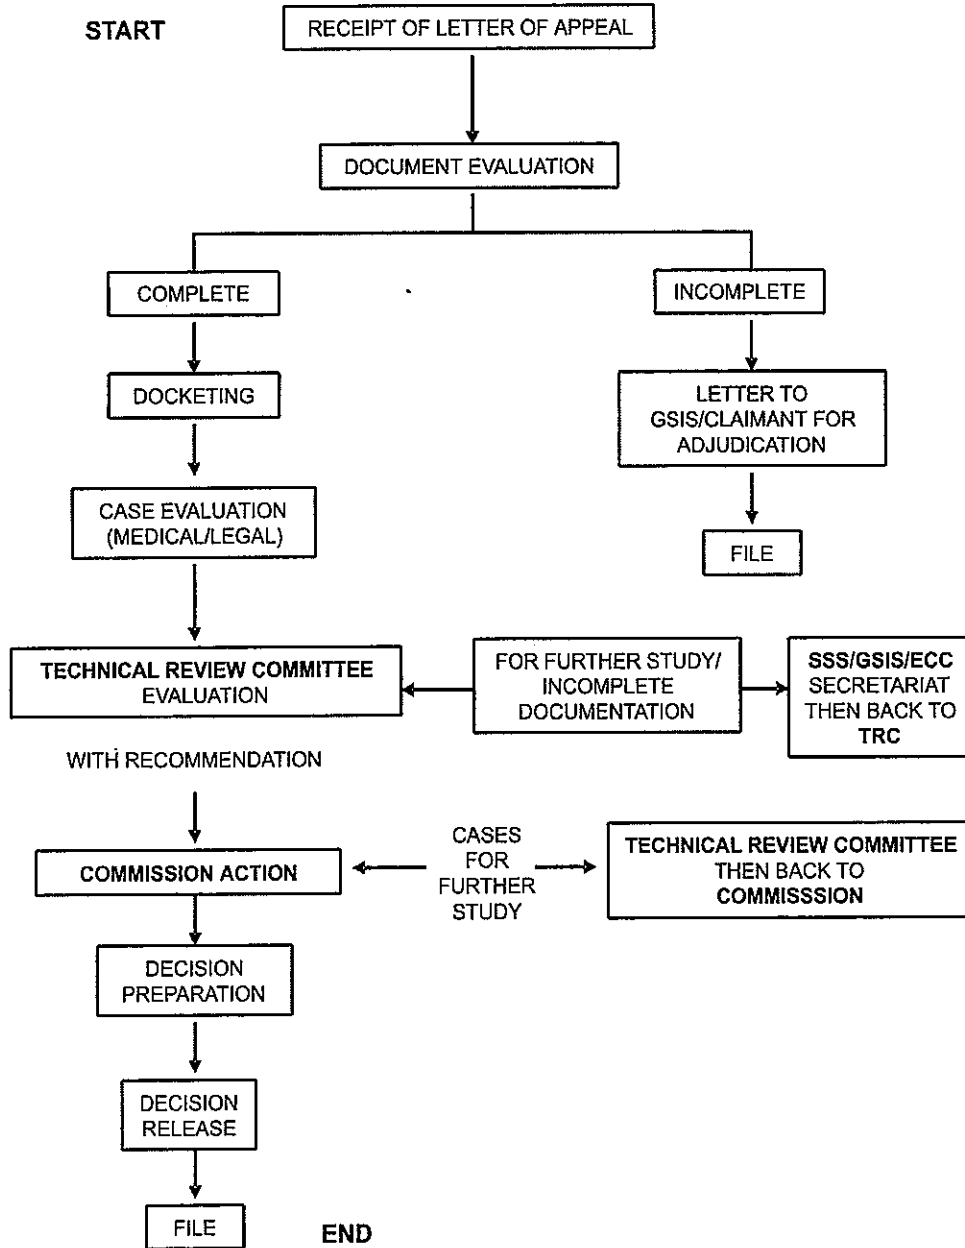 START
RECEIPT OF LETTER OF APPEAL
DOCUMENT EVALUATION
COMPLETE
INCOMPLETE
DOCKETING
LETTER TO
GSIS/CLAIMANT FOR
ADJUDICATION
CASE EVALUATION
(MEDICAL/LEGAL)
FILE
TECHNICAL REVIEW COMMITTEE
EVALUATION
FOR FURTHER STUDY/
INCOMPLETE
DOCUMENTATION
SSS/GSIS/ECC
SECRETARIAT
THEN BACK TO
TRC
WITH RECOMMENDATION
COMMISSION ACTION
CASES
FOR
FURTHER
STUDY
TECHNICAL REVIEW COMMITTEE
THEN BACK TO
COMMISSSION
DECISION
PREPARATION
DECISION
RELEASE
FILE
END